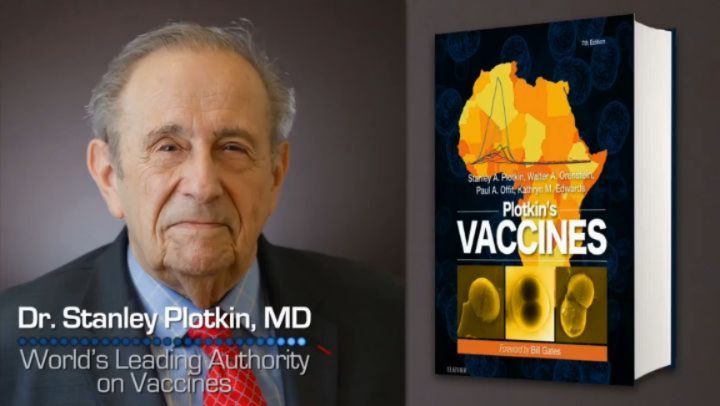 Dr. Stanley Plotkin, MD
World's Leading Authority
on Vaccines
7th Edition
Stanley A. Plotkin, Walter A. Orenstein,
Paul A. Offit, Kathryn M. Edwards
Plotkin's
VACCINES
Foreword by Bill Gates
ELSEVIER